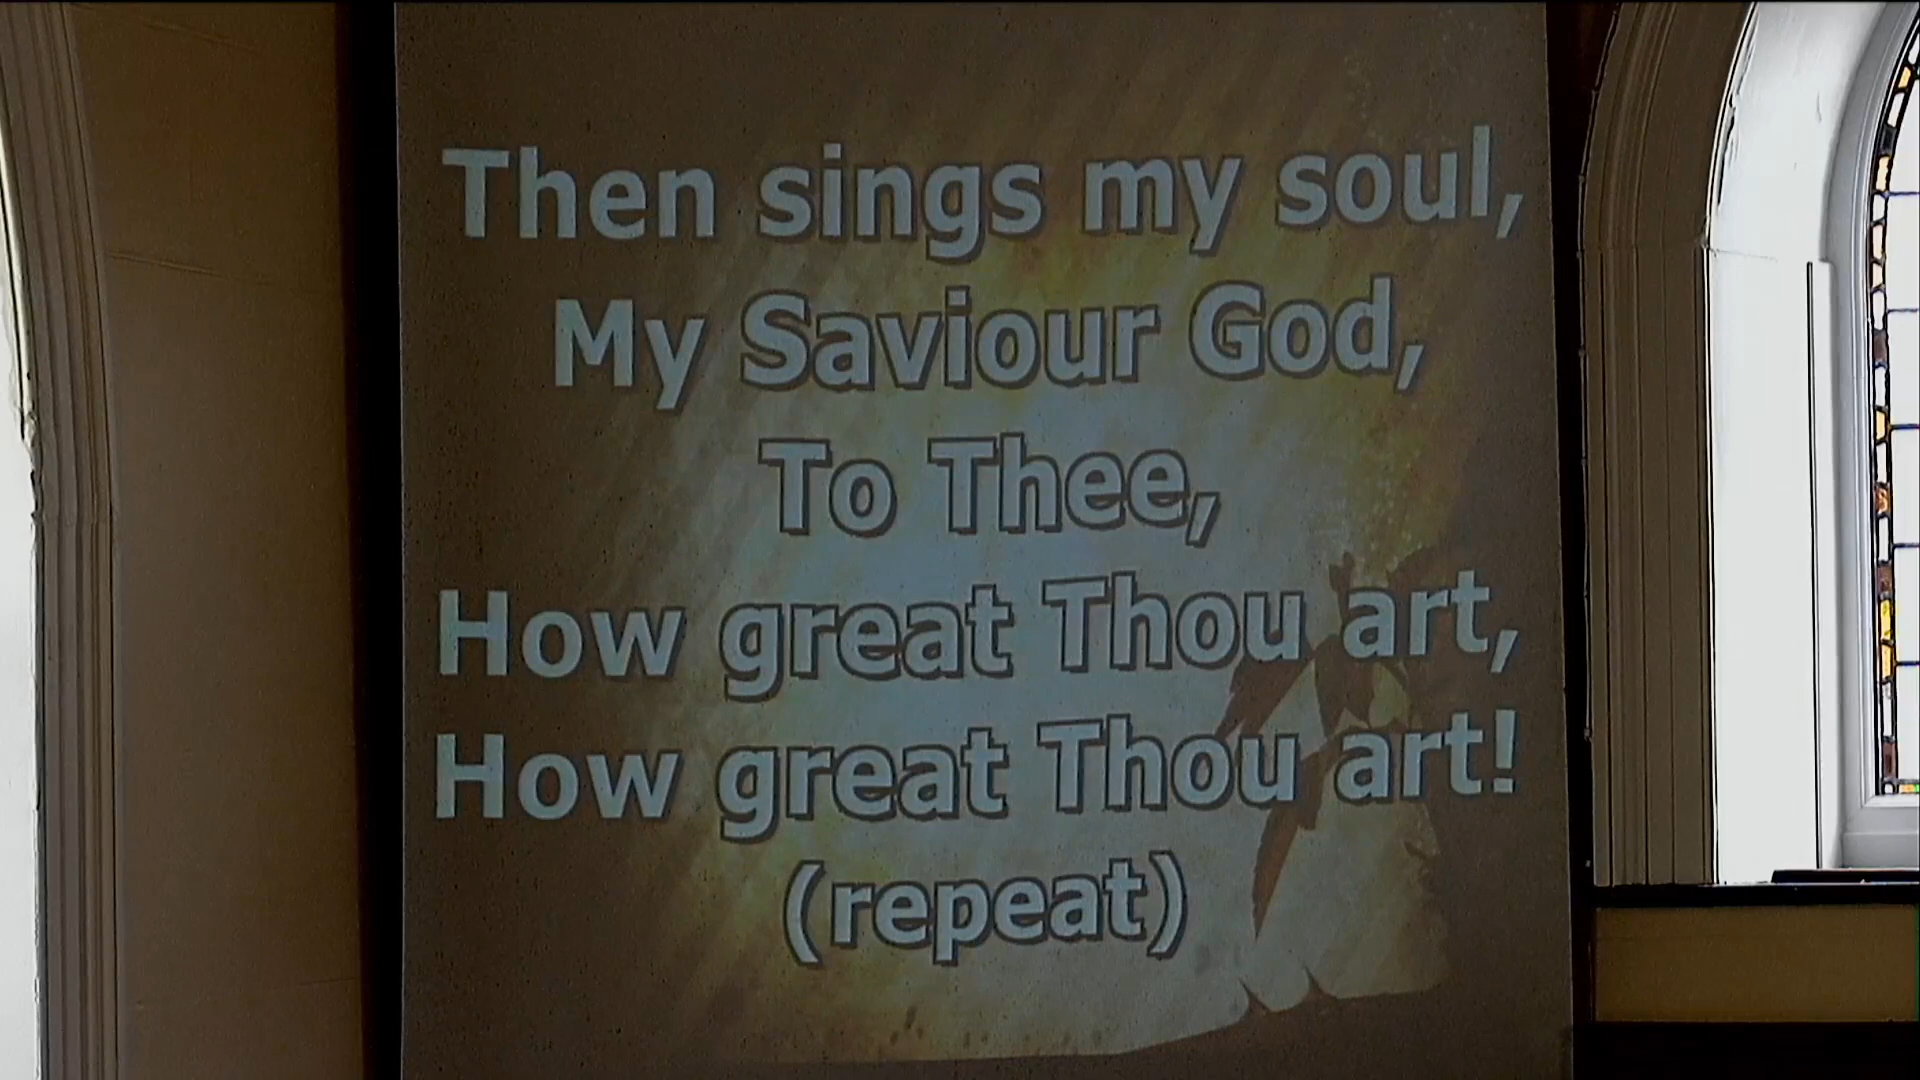 Then sings my soul,
My Saviour God,
To Thee,
How great Thou art,
How great Thou art!
(repeat)